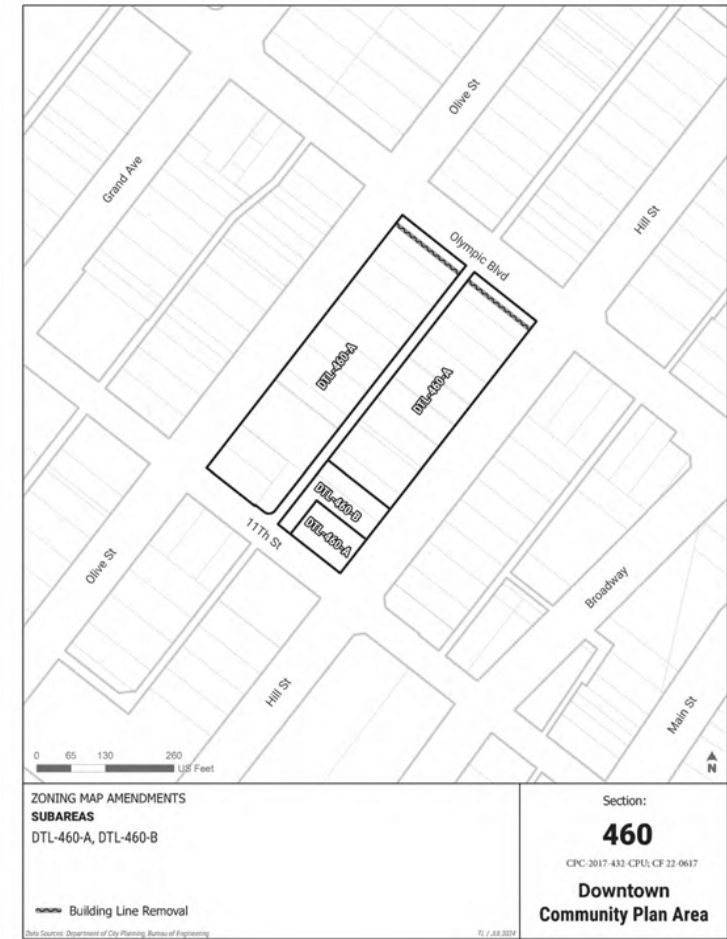 Olive St
Grand Ave
Hill St
Olympic Blvd
DTL-460-A
DTL-460-A
DTL-460-B
DTL-460-A
11Th St
Olive St
Broadway
Hill St
Main St
0 65 130 260
US Feet
N
ZONING MAP AMENDMENTS
SUBAREAS
DTL-460-A, DTL-460-B
Building Line Removal
Data Sources: Department of City Planning, Bureau of Engineering
TL / JUL 2024
Section:
460
CPC-2017-432-CPU; CF 22-0617
Downtown
Community Plan Area